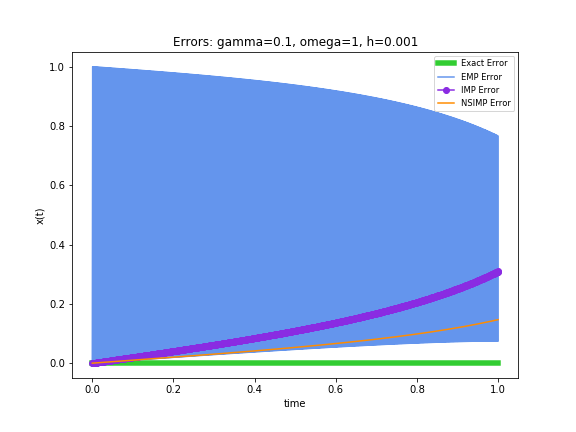 Errors: gamma=0.1, omega=1, h=0.001
Exact Error
EMP Error
IMP Error
NSIMP Error
1.0
0.8
0.6
0.4
0.2
0.0
x(t)
0.0 0.2 0.4 0.6 0.8 1.0
time